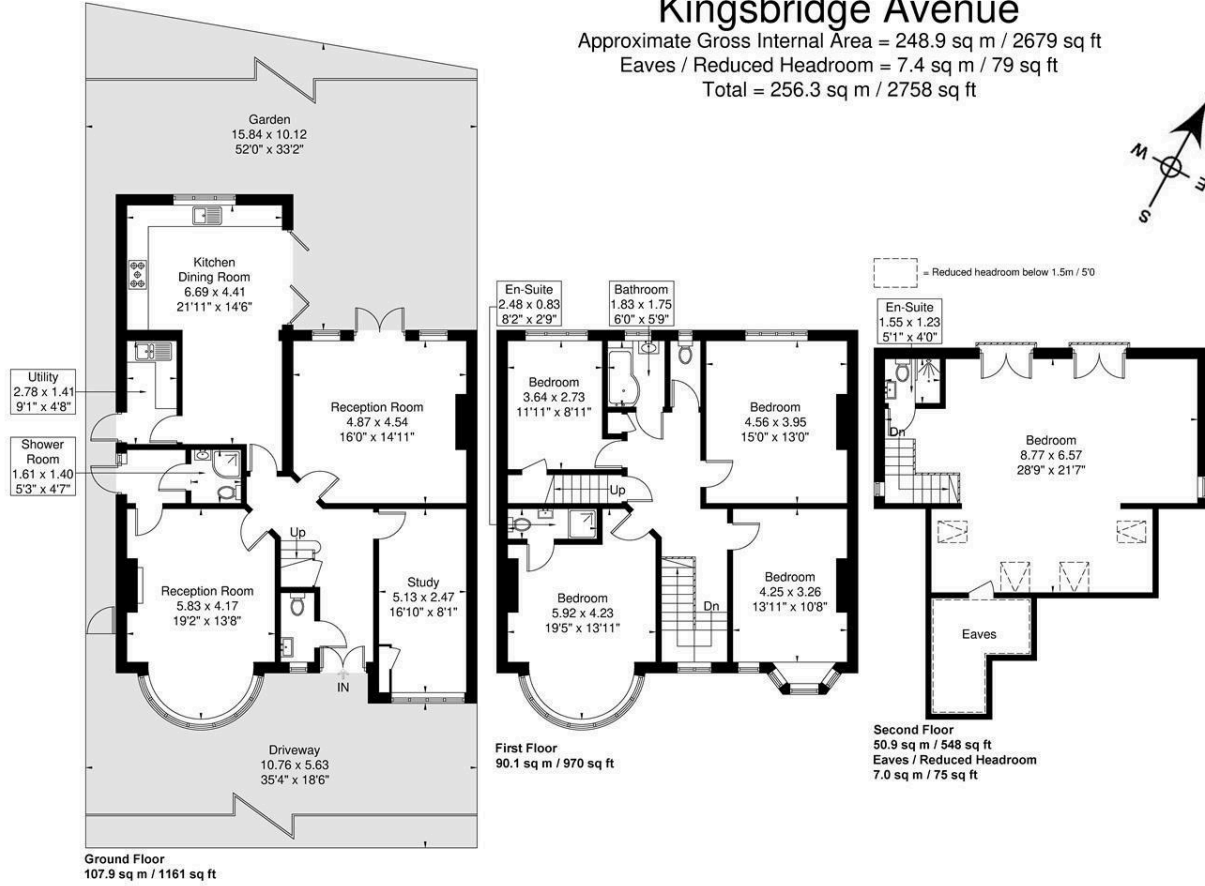 Kingsbridge Avenue
Approximate Gross Internal Area = 248.9 sq m / 2679 sq ft
Eaves / Reduced Headroom = 7.4 sq m / 79 sq ft
Total = 256.3 sq m / 2758 sq ft
W
E
S
Garden
15.84 x 10.12
52'0" x 33'2"
Kitchen
Dining Room
6.69 x 4.41
21'11" x 14'6"
Utility
2.78 x 1.41
9'1" x 4'8"
Shower
Room
1.61 x 1.40
5'3" x 4'7"
Reception Room
4.87 x 4.54
16'0" x 14'11"
Up
Reception Room
5.83 x 4.17
19'2" x 13'8"
Study
5.13 x 2.47
16'10" x 8'1"
IN
Driveway
10.76 x 5.63
35'4" x 18'6"
Ground Floor
107.9 sq m / 1161 sq ft
En-Suite
2.48 x 0.83
8'2" x 2'9"
Bathroom
1.83 x 1.75
6'0" x 5'9"
Bedroom
3.64 x 2.73
11'11" x 8'11"
Bedroom
4.56 x 3.95
15'0" x 13'0"
Up
Bedroom
5.92 x 4.23
19'5" x 13'11"
Dn
Bedroom
4.25 x 3.26
13'11" x 10'8"
First Floor
90.1 sq m / 970 sq ft
= Reduced headroom below 1.5m / 5'0
En-Suite
1.55 x 1.23
5'1" x 4'0"
Dn
Bedroom
8.77 x 6.57
28'9" x 21'7"
Eaves
Second Floor
50.9 sq m / 548 sq ft
Eaves / Reduced Headroom
7.0 sq m / 75 sq ft